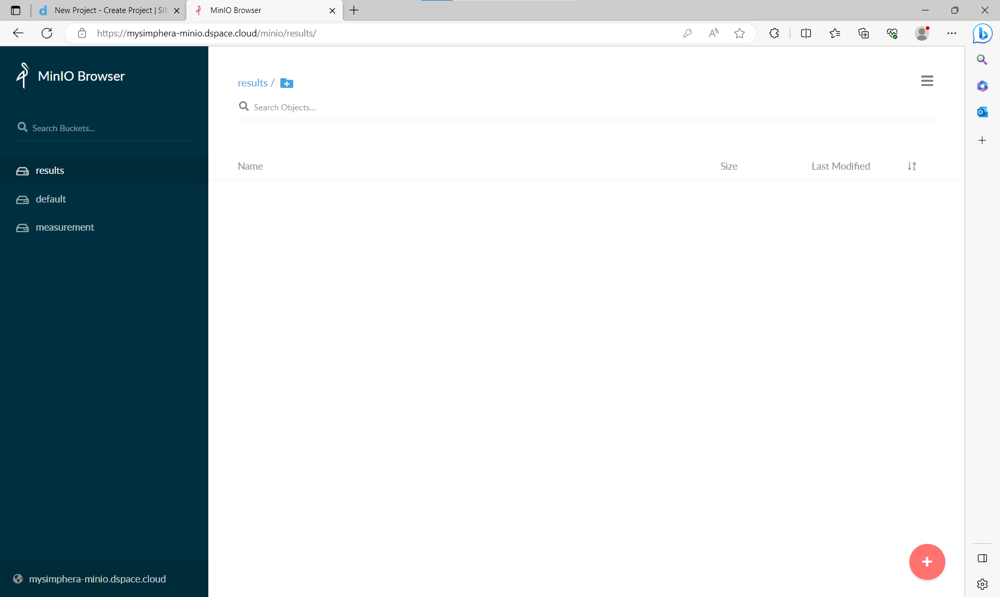 New Project - Create Project | SIM
MinIO Browser
https://mysimphera-minio.dspace.cloud/minio/results/
MinIO Browser
Search Buckets...
results
default
measurement
mysimphera-minio.dspace.cloud
results /
Search Objects...
Name Size Last Modified